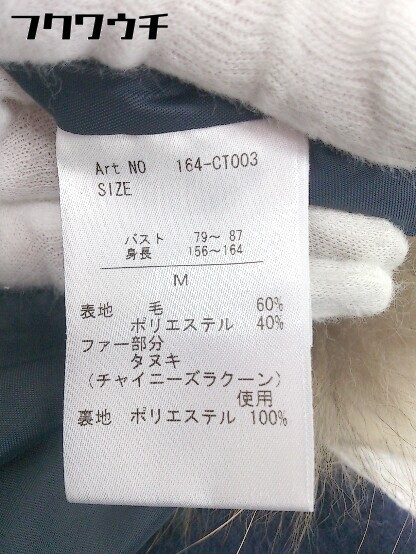 フクワウチ
Art NO 164-CT003
SIZE
バスト 79～ 87
身長 156～164
M
表地 毛 60%
ポリエステル 40%
ファー部分
タヌキ
(チャイニーズラクーン)
使用
裏地 ポリエステル 100%